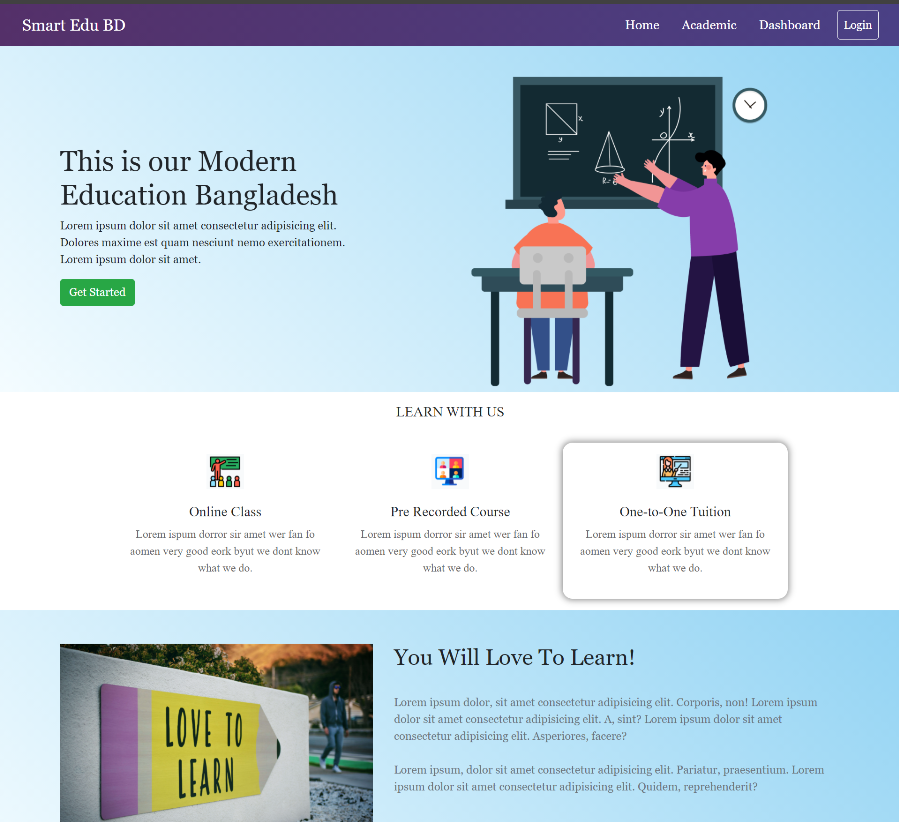 Smart Edu BD
Home Academic Dashboard Login
This is our Modern
Education Bangladesh
Lorem ipsum dolor sit amet consectetur adipisicing elit.
Dolores maxime est quam nesciunt nemo exercitationem.
Lorem ipsum dolor sit amet.
Get Started
x
y
y
x
O
R=
LEARN WITH US
Online Class
Lorem ispum dorror sir amet wer fan fo
aomen very good eork byut we dont know
what we do.
Pre Recorded Course
Lorem ispum dorror sir amet wer fan fo
aomen very good eork byut we dont know
what we do.
One-to-One Tuition
Lorem ispum dorror sir amet wer fan fo
aomen very good eork byut we dont know
what we do.
LOVE TO
LEARN
You Will Love To Learn!
Lorem ipsum dolor, sit amet consectetur adipisicing elit. Corporis, non! Lorem ipsum
dolor sit amet consectetur adipisicing elit. A, sint? Lorem ipsum dolor sit amet
consectetur adipisicing elit. Asperiores, facere?
Lorem ipsum, dolor sit amet consectetur adipisicing elit. Pariatur, praesentium. Lorem
ipsum dolor sit amet consectetur adipisicing elit. Quidem, reprehenderit?